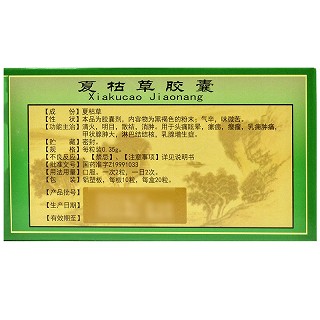 夏枯草胶囊
Xiakucao Jiaonang
【成 份】夏枯草
【性 状】本品为胶囊剂，内容物为黑褐色的粉末；气辛，味微苦。
【功能主治】清火，明目，散结，消肿。用于头痛眩晕，瘰疬，瘿瘤，乳痈肿痛，
甲状腺肿大，淋巴结结核，乳腺增生症。
【贮 藏】密封。
【规 格】每粒装0.35g。
【不良反应】、【禁忌】、【注意事项】详见说明书
【批准文号】国药准字Z19991033
【用法用量】口服。一次2粒，一日2次。
【包 装】铝塑板，每板10粒，每盒20粒。
【产品批号】
【生产日期】
【有效期至】